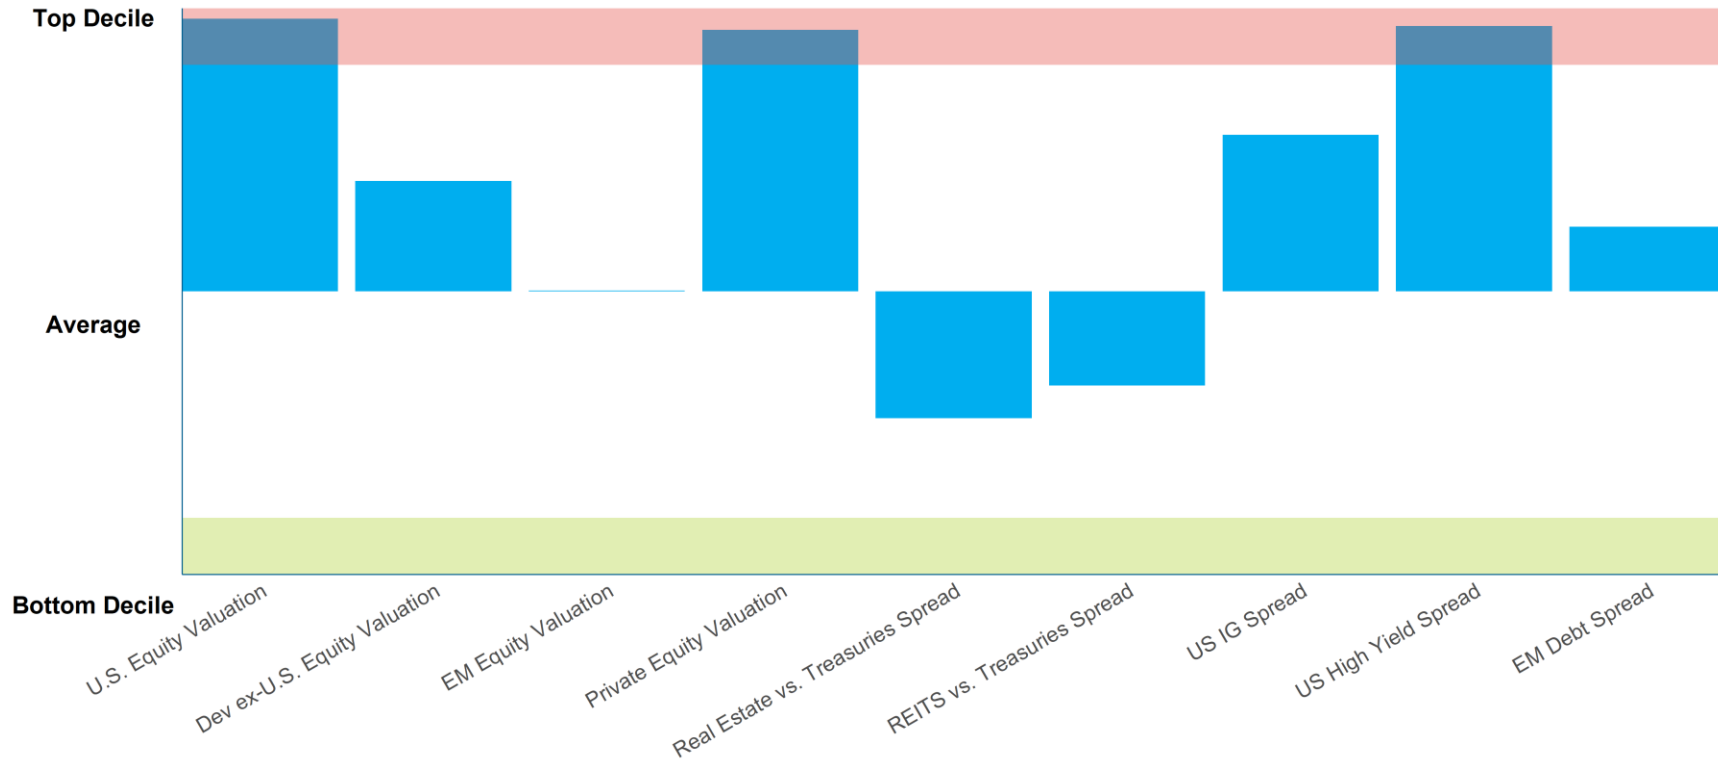 Top Decile
Average
Bottom Decile
U.S. Equity Valuation
Dev ex-U.S. Equity Valuation
EM Equity Valuation
Private Equity Valuation
Real Estate vs. Treasuries Spread
REITS vs. Treasuries Spread
US IG Spread
US High Yield Spread
EM Debt Spread